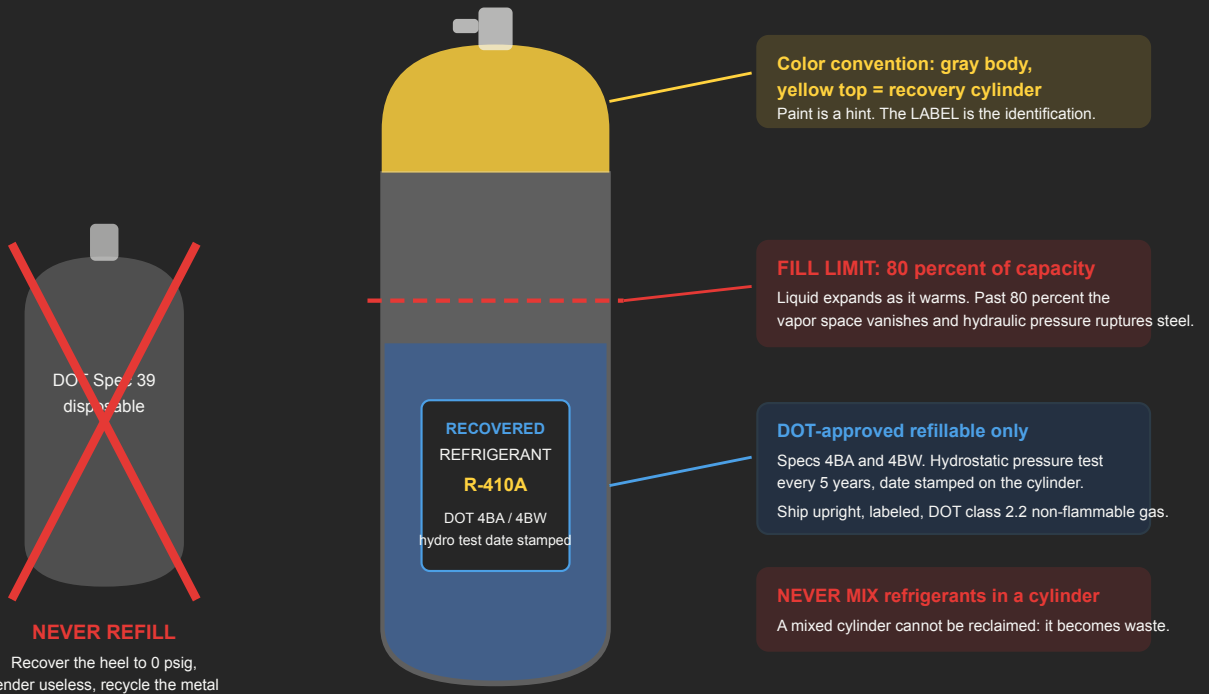 Color convention: gray body,
yellow top = recovery cylinder
Paint is a hint. The LABEL is the identification.
FILL LIMIT: 80 percent of capacity
Liquid expands as it warms. Past 80 percent the
vapor space vanishes and hydraulic pressure ruptures steel.
DOT Spec 39
disposable
RECOVERED
REFRIGERANT
R-410A
DOT 4BA / 4BW
hydro test date stamped
DOT-approved refillable only
Specs 4BA and 4BW. Hydrostatic pressure test
every 5 years, date stamped on the cylinder.
Ship upright, labeled, DOT class 2.2 non-flammable gas.
NEVER MIX refrigerants in a cylinder
A mixed cylinder cannot be reclaimed: it becomes waste.
NEVER REFILL
Recover the heel to 0 psig,
ender useless, recycle the metal